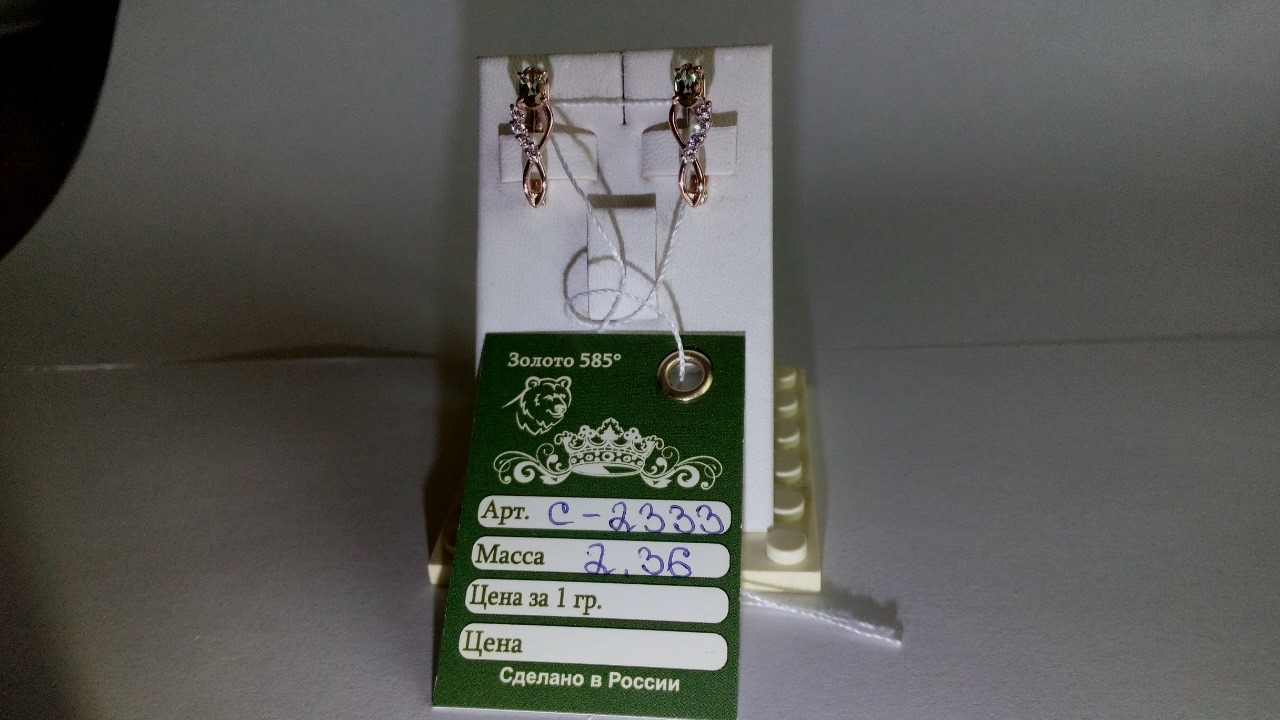 Золото 585°
Арт. С-2333
Масса 2.36
Цена за 1 гр.
Цена
Сделано в России